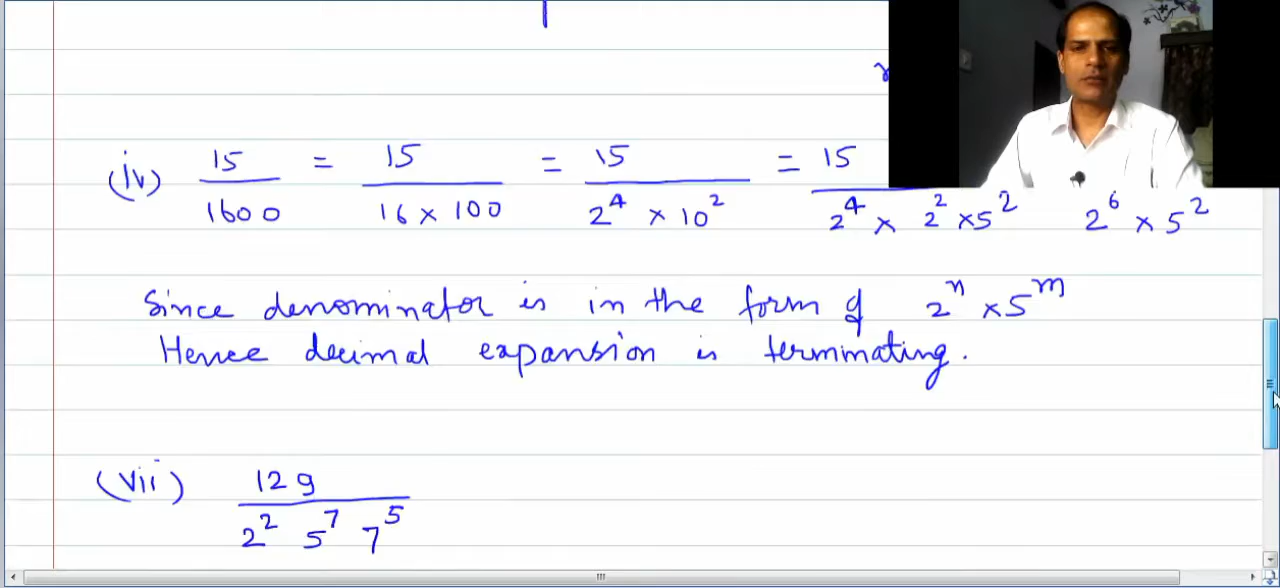 (iv) 15/1600 = 15/(16 × 100) = 15/(2^4 × 10^2) = 15/(2^4 × 2^2 × 5^2) 2^6 × 5^2
Since denominator is in the form of 2^n × 5^m
Hence decimal expansion is terminating.
(vii) 129/(2^2 5^7 7^5)